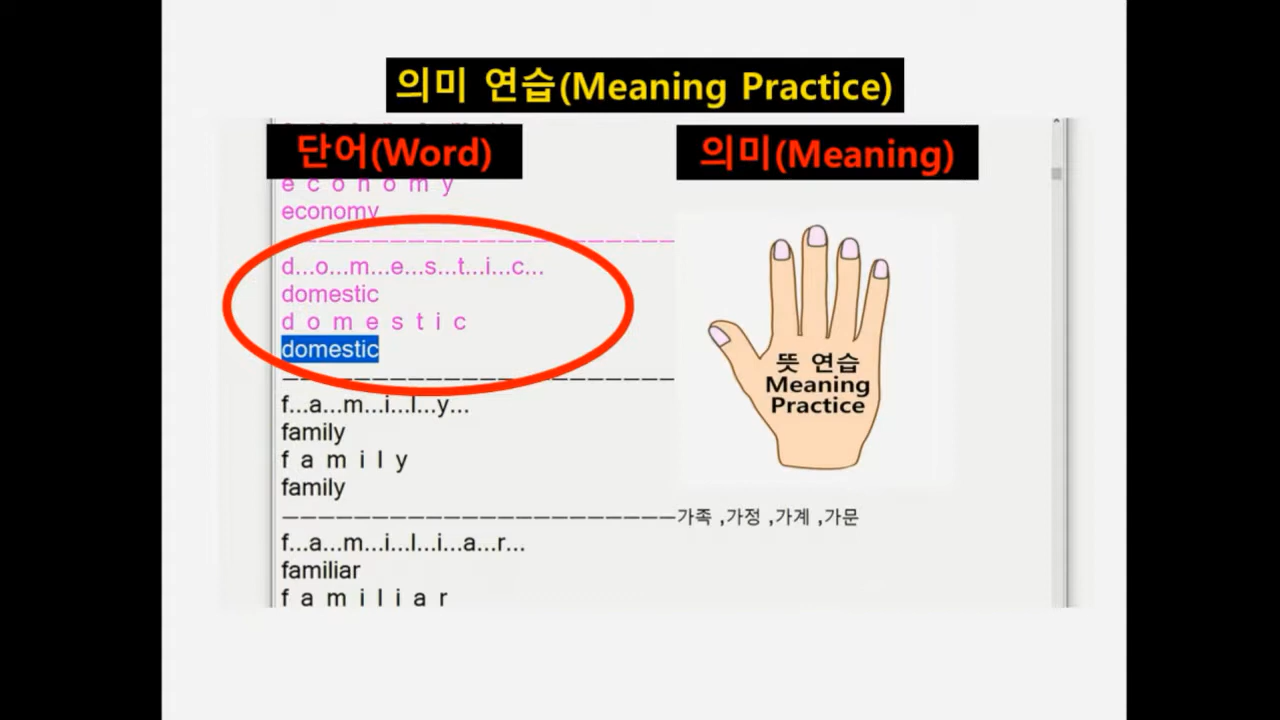 의미 연습(Meaning Practice)
단어(Word)
의미(Meaning)
e c o n o m y
economy
d...o...m...e...s...t...i...c...
domestic
d o m e s t i c
domestic
f...a...m...i...l...y...
family
f a m i l y
family
가족 ,가정 ,가계 ,가문
f...a...m...i...l...i...a...r...
familiar
f a m i l i a r
뜻 연습
Meaning
Practice